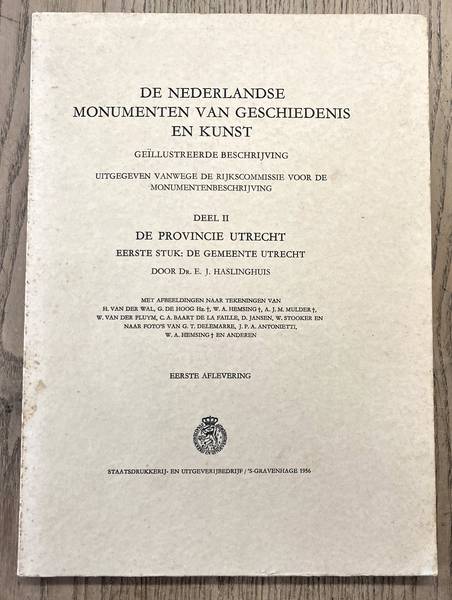 DE NEDERLANDSE
MONUMENTEN VAN GESCHIEDENIS
EN KUNST
GEÏLLUSTREERDE BESCHRIJVING
UITGEGEVEN VANWEGE DE RIJKSCOMMISSIE VOOR DE
MONUMENTENBESCHRIJVING
DEEL II
DE PROVINCIE UTRECHT
EERSTE STUK: DE GEMEENTE UTRECHT
DOOR DR. E. J. HASLINGHUIS
MET AFBEELDINGEN NAAR TEKENINGEN VAN
H. VAN DER WAL, G. DE HOOG HZ.†, W. A. HEMSING†, A. J. M. MULDER†,
W. VAN DER PLUYM, C. A. BAART DE LA FAILLE, D. JANSEN, W. STOOKER EN
NAAR FOTO'S VAN G. T. DELEMARRE, J. P. A. ANTONIETTI,
W. A. HEMSING† EN ANDEREN
EERSTE AFLEVERING
STAATSDRUKKERIJ- EN UITGEVERIJBEDRIJF / 'S-GRAVENHAGE 1956